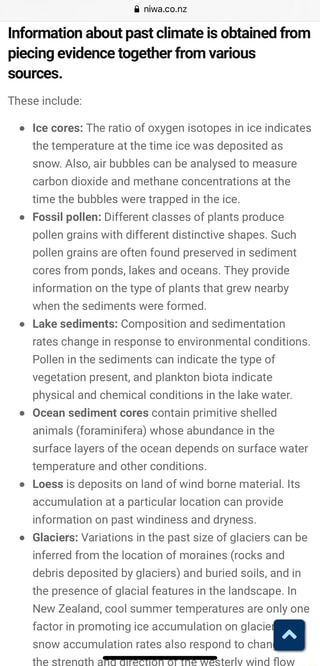 niwa.co.nz
Information about past climate is obtained from
piecing evidence together from various
sources.
These include:
• Ice cores: The ratio of oxygen isotopes in ice indicates
the temperature at the time ice was deposited as
snow. Also, air bubbles can be analysed to measure
carbon dioxide and methane concentrations at the
time the bubbles were trapped in the ice.
• Fossil pollen: Different classes of plants produce
pollen grains with different distinctive shapes. Such
pollen grains are often found preserved in sediment
cores from ponds, lakes and oceans. They provide
information on the type of plants that grew nearby
when the sediments were formed.
• Lake sediments: Composition and sedimentation
rates change in response to environmental conditions.
Pollen in the sediments can indicate the type of
vegetation present, and plankton biota indicate
physical and chemical conditions in the lake water.
• Ocean sediment cores contain primitive shelled
animals (foraminifera) whose abundance in the
surface layers of the ocean depends on surface water
temperature and other conditions.
• Loess is deposits on land of wind borne material. Its
accumulation at a particular location can provide
information on past windiness and dryness.
• Glaciers: Variations in the past size of glaciers can be
inferred from the location of moraines (rocks and
debris deposited by glaciers) and buried soils, and in
the presence of glacial features in the landscape. In
New Zealand, cool summer temperatures are only one
factor in promoting ice accumulation on
snow accumulation rates also respond to
the strength and direction of the westerly wind flow